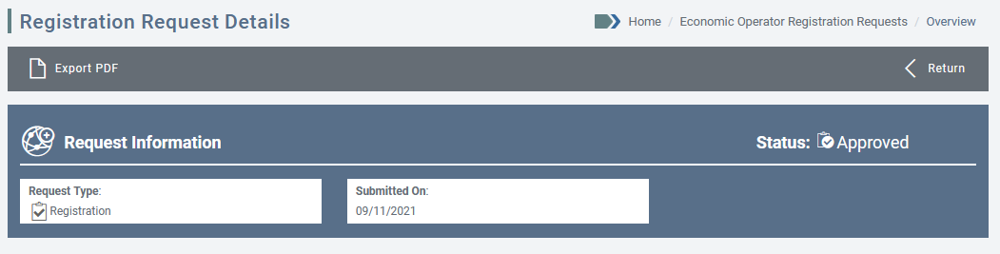 Registration Request Details
Home / Economic Operator Registration Requests / Overview
Export PDF
Return
Request Information
Status: Approved
Request Type:
Registration
Submitted On:
09/11/2021